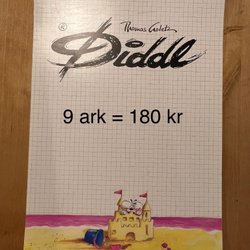 ® Thomas Goletz
Diddl
9 ark = 180 kr